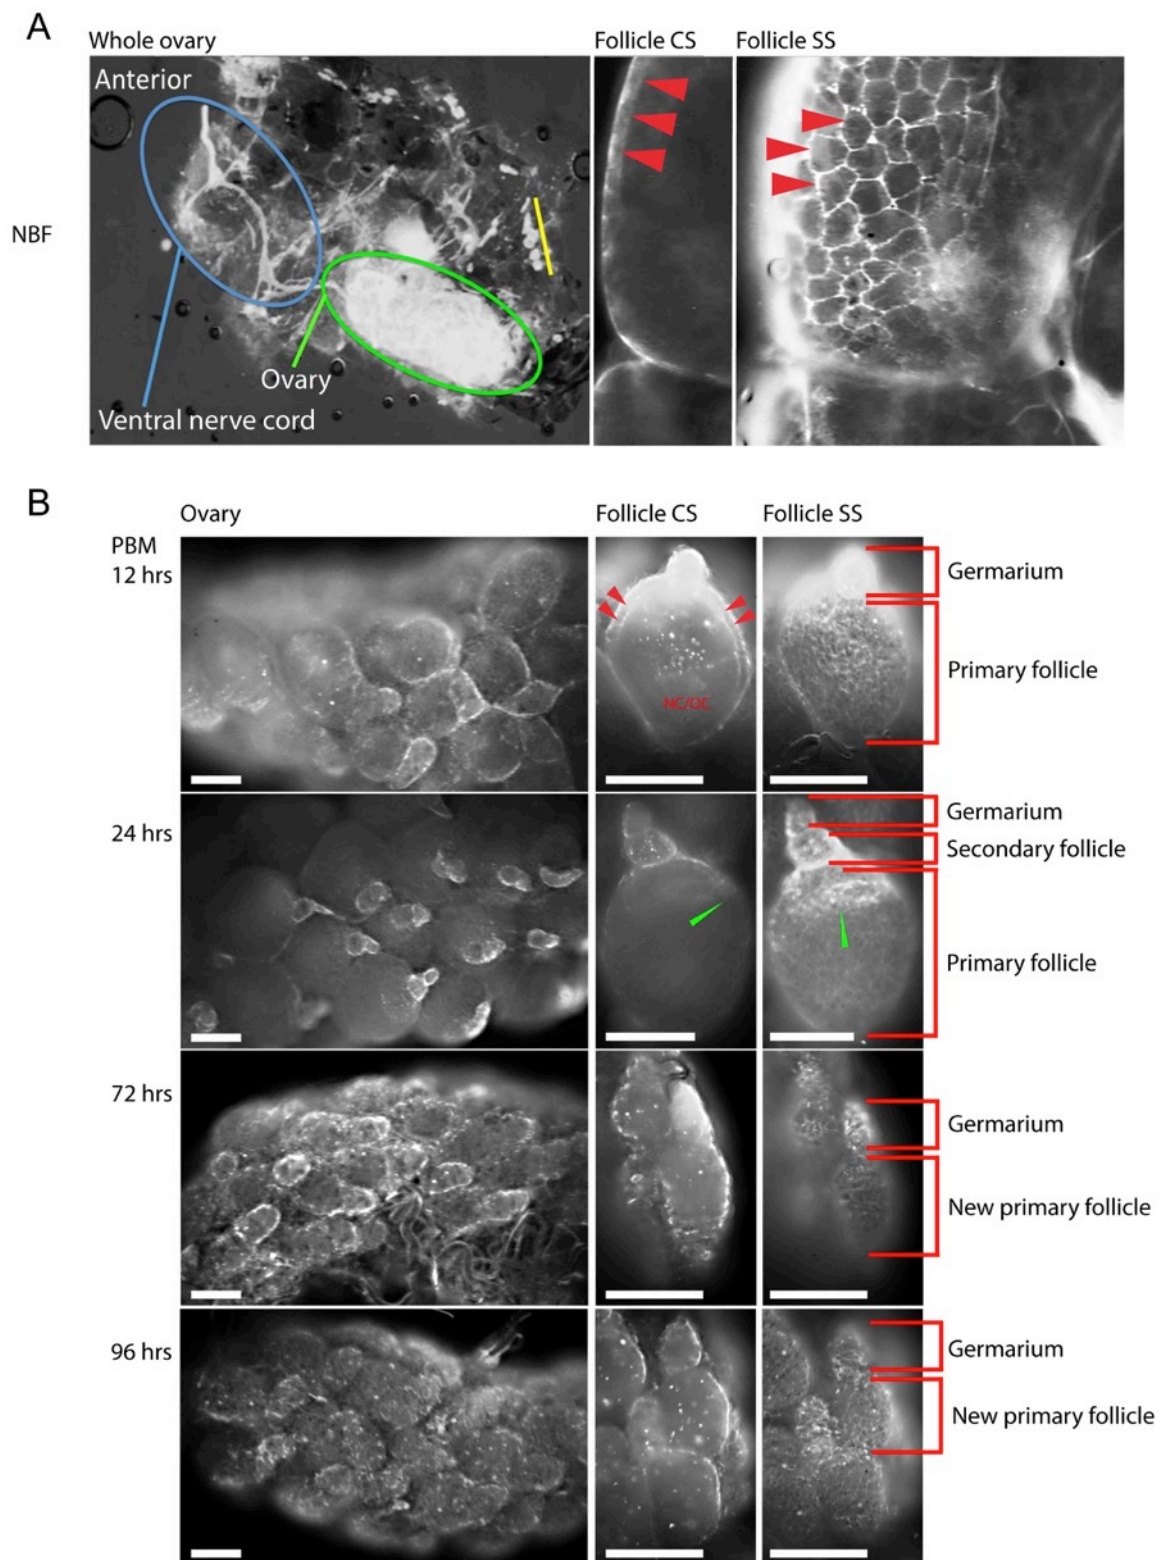 A
Whole ovary
Follicle CS
Follicle SS
Anterior
NBF
Ovary
Ventral nerve cord
B
Ovary
Follicle CS
Follicle SS
PBM
12 hrs
Germarium
Primary follicle
NC/OC
24 hrs
Germarium
Secondary follicle
Primary follicle
72 hrs
Germarium
New primary follicle
96 hrs
Germarium
New primary follicle